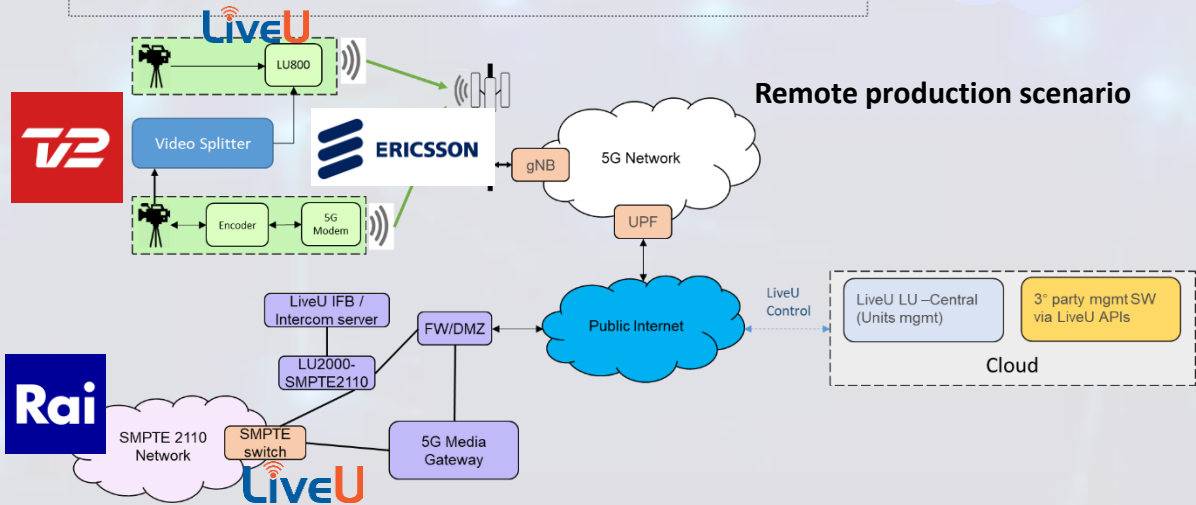 LiveU
LU800
Remote production scenario
TV2
Video Splitter
ERICSSON
5G Network
gNB
UPF
Encoder
5G
Modem
LiveU IFB /
Intercom server
FW/DMZ
LU2000-
SMPTE2110
Public Internet
LiveU
Control
LiveU LU –Central
(Units mgmt)
3° party mgmt SW
via LiveU APIs
Cloud
Rai
SMPTE 2110
Network
SMPTE
switch
5G Media
Gateway
LiveU